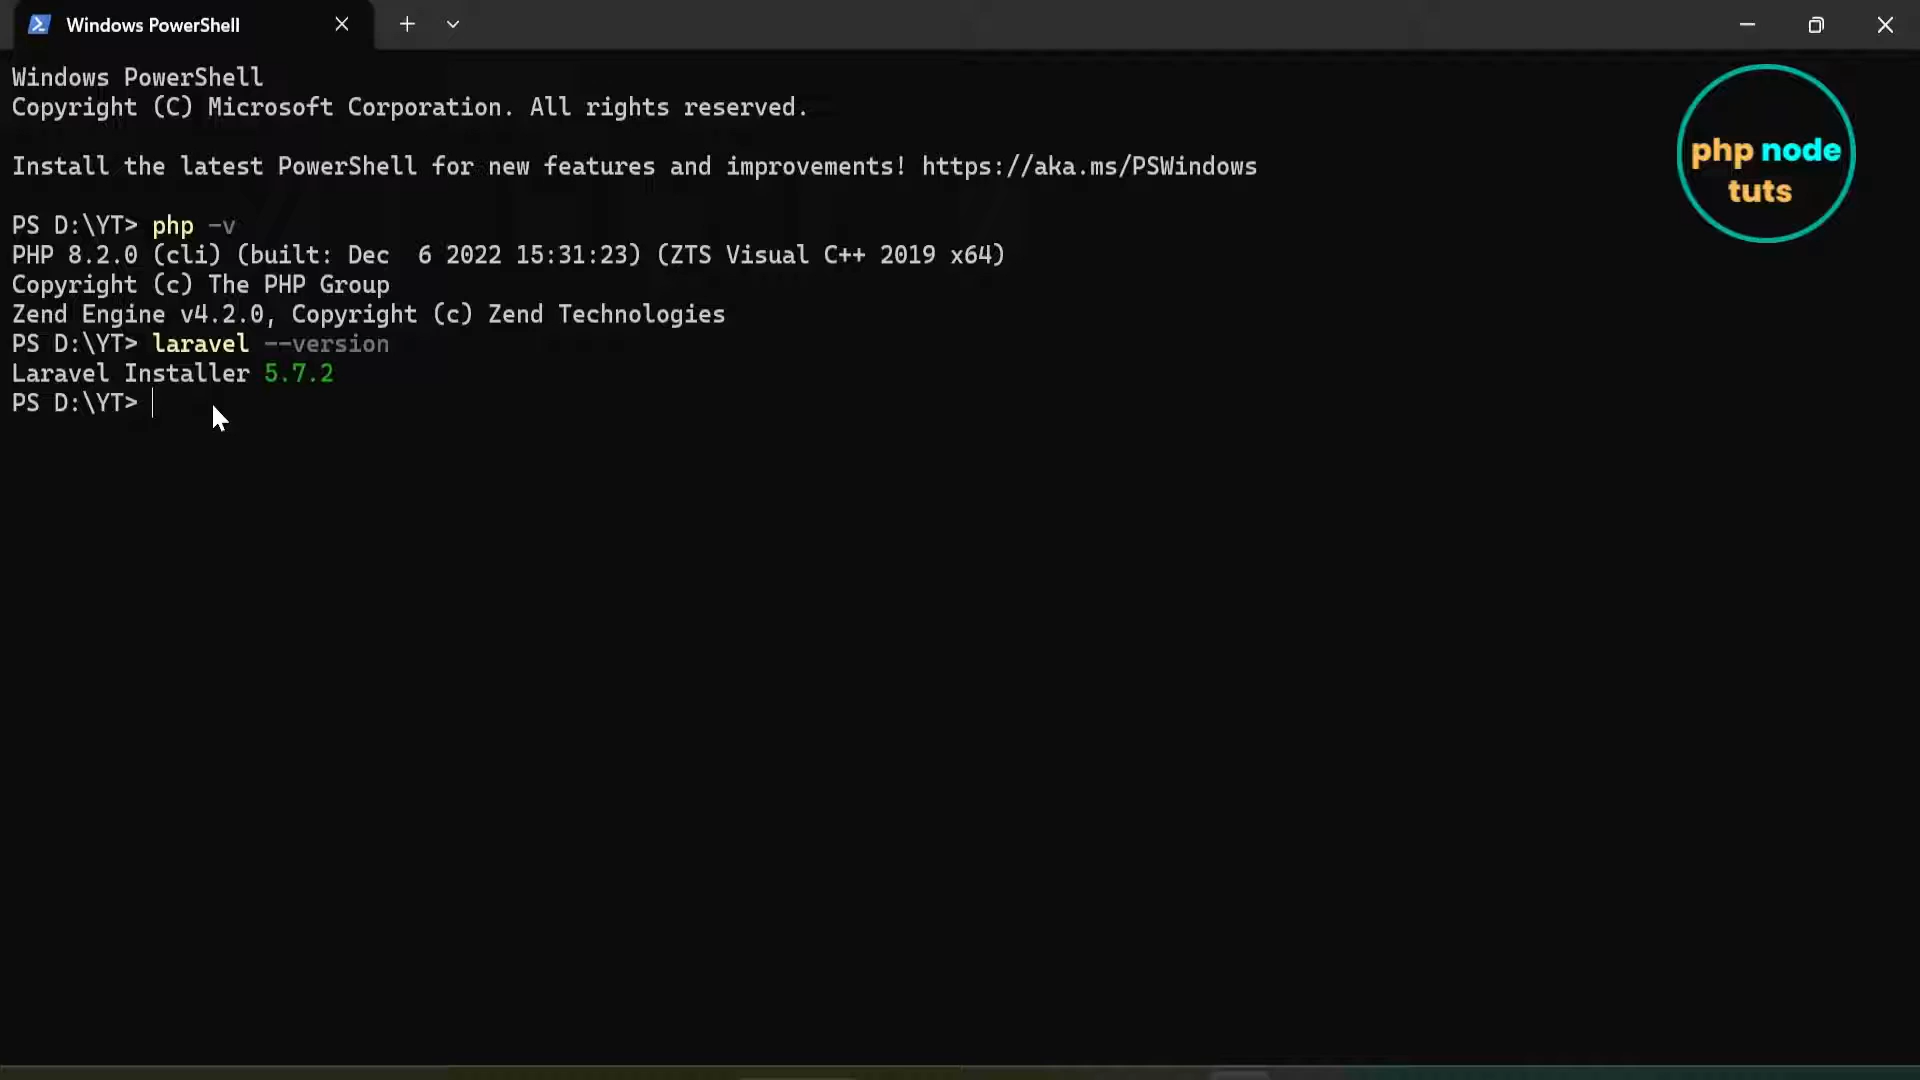 Windows PowerShell
Windows PowerShell
Copyright (C) Microsoft Corporation. All rights reserved.
Install the latest PowerShell for new features and improvements! https://aka.ms/PSWindows
php node
tuts
PS D:\YT> php -v
PHP 8.2.0 (cli) (built: Dec  6 2022 15:31:23) (ZTS Visual C++ 2019 x64)
Copyright (c) The PHP Group
Zend Engine v4.2.0, Copyright (c) Zend Technologies
PS D:\YT> laravel --version
Laravel Installer 5.7.2
PS D:\YT>